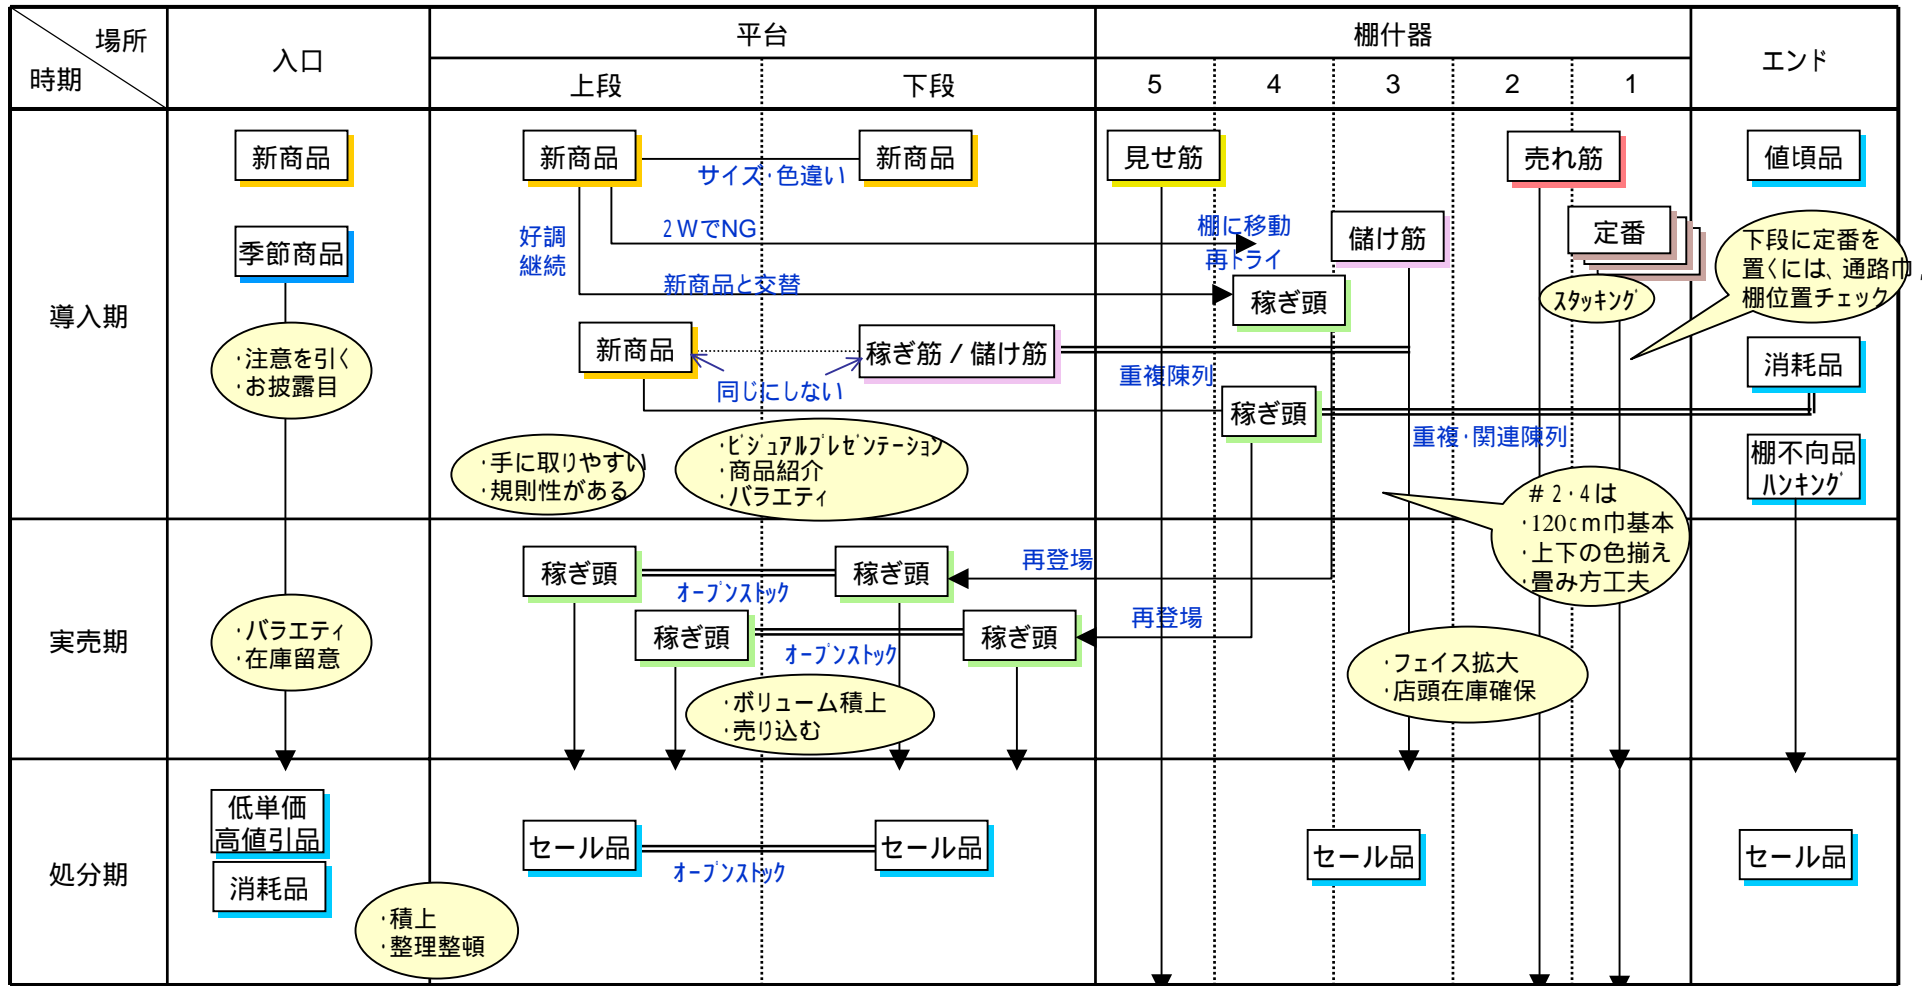 場所
時期
入口
平台
棚什器
エンド
上段
下段
5
4
3
2
1
導入期
新商品
新商品
サイズ・色違い
新商品
見せ筋
売れ筋
値頃品
季節商品
好調
継続
2WでNG
棚に移動
再トライ
儲け筋
定番
スタッキング
下段に定番を
置くには、通路巾,
棚位置チェック
新商品と交替
稼ぎ頭
・注意を引く
・お披露目
新商品
稼ぎ筋/儲け筋
同じにしない
重複陳列
消耗品
稼ぎ頭
重複・関連陳列
・手に取りやすい
・規則性がある
・ビジュアルプレゼンテーション
・商品紹介
・バラエティ
棚不向品
ハンキング
#2・4は
・120cm巾基本
・上下の色揃え
・畳み方工夫
実売期
稼ぎ頭
オープンストック
稼ぎ頭
再登場
・バラエティ
・在庫留意
稼ぎ頭
オープンストック
稼ぎ頭
再登場
・ボリューム積上
・売り込む
・フェイス拡大
・店頭在庫確保
処分期
低単価
高値引品
消耗品
セール品
オープンストック
セール品
セール品
セール品
・積上
・整理整頓